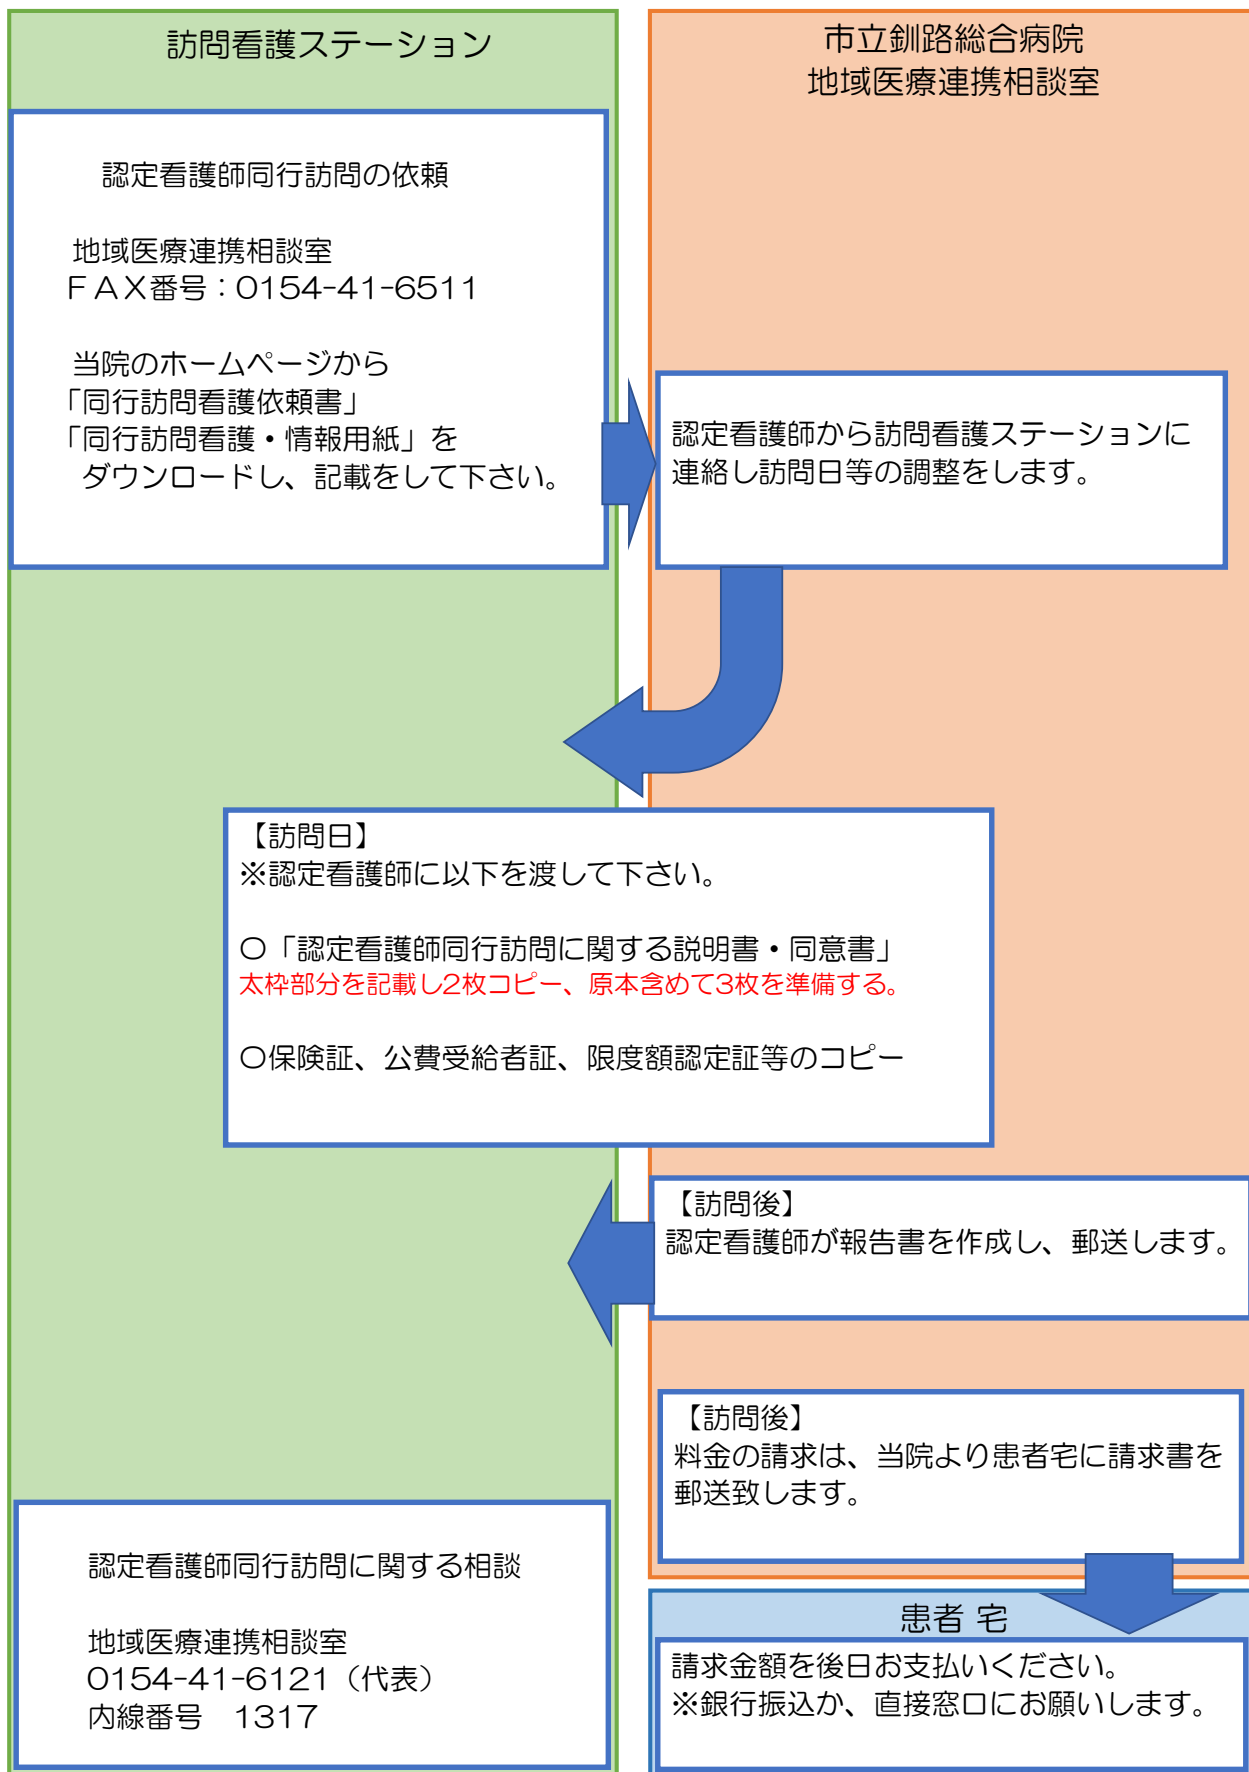 訪問看護ステーション
市立釧路総合病院
地域医療連携相談室
認定看護師同行訪問の依頼
地域医療連携相談室
ＦＡＸ番号：0154-41-6511
当院のホームページから
「同行訪問看護依頼書」
「同行訪問看護・情報用紙」を
ダウンロードし、記載をして下さい。
認定看護師から訪問看護ステーションに
連絡し訪問日等の調整をします。
【訪問日】
※認定看護師に以下を渡して下さい。
〇「認定看護師同行訪問に関する説明書・同意書」
太枠部分を記載し2枚コピー、原本含めて3枚を準備する。
〇保険証、公費受給者証、限度額認定証等のコピー
【訪問後】
認定看護師が報告書を作成し、郵送します。
【訪問後】
料金の請求は、当院より患者宅に請求書を
郵送致します。
認定看護師同行訪問に関する相談
地域医療連携相談室
0154-41-6121（代表）
内線番号　1317
患者 宅
請求金額を後日お支払いください。
※銀行振込か、直接窓口にお願いします。